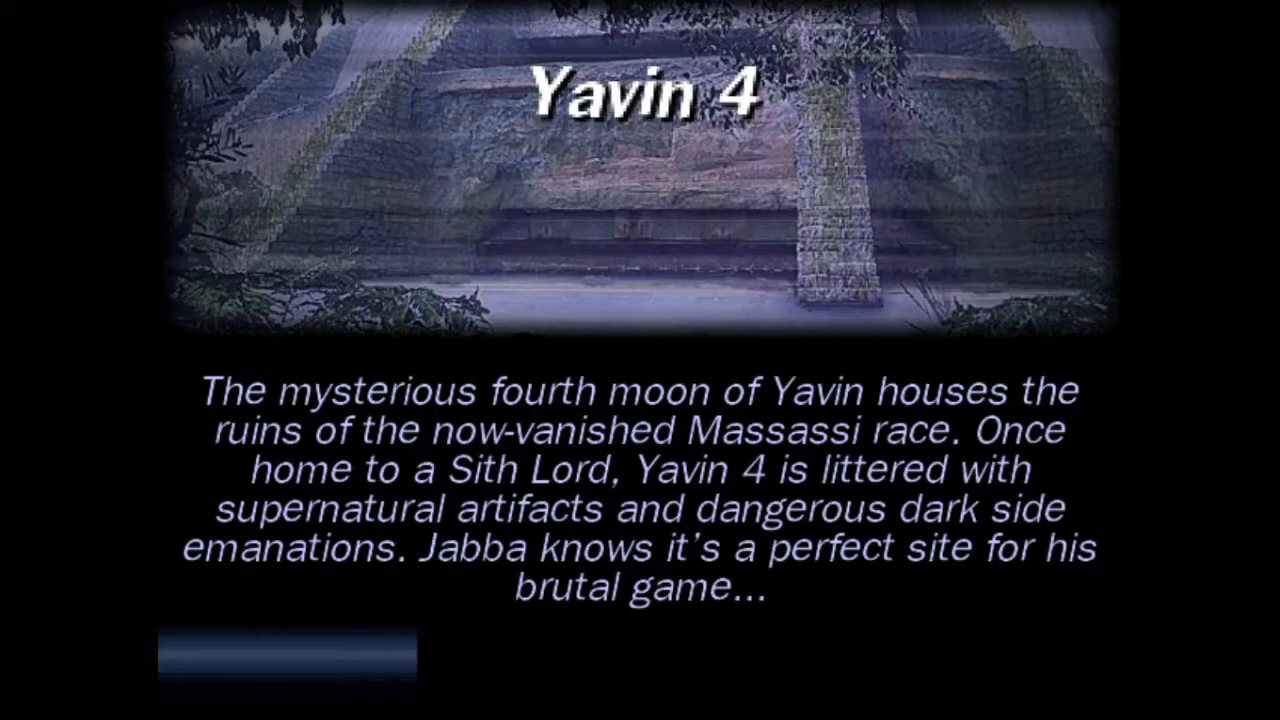 Yavin 4
The mysterious fourth moon of Yavin houses the
ruins of the now-vanished Massassi race. Once
home to a Sith Lord, Yavin 4 is littered with
supernatural artifacts and dangerous dark side
emanations. Jabba knows it's a perfect site for his
brutal game...